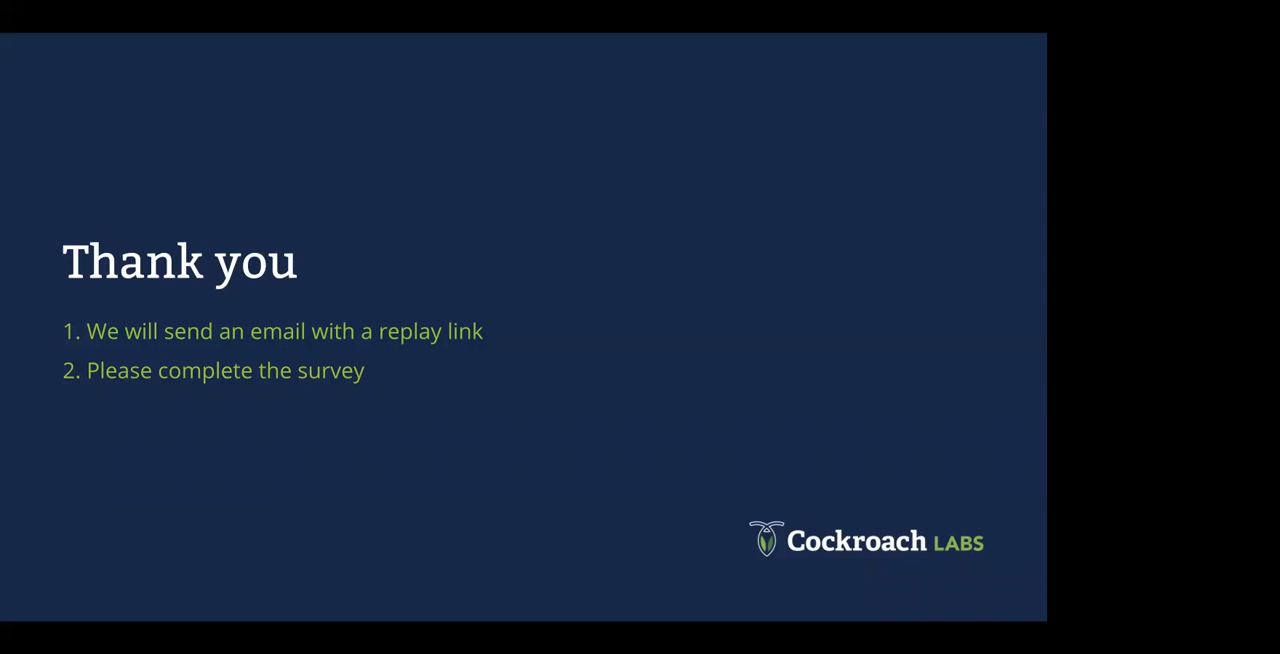 Thank you
1. We will send an email with a replay link
2. Please complete the survey
Cockroach LABS